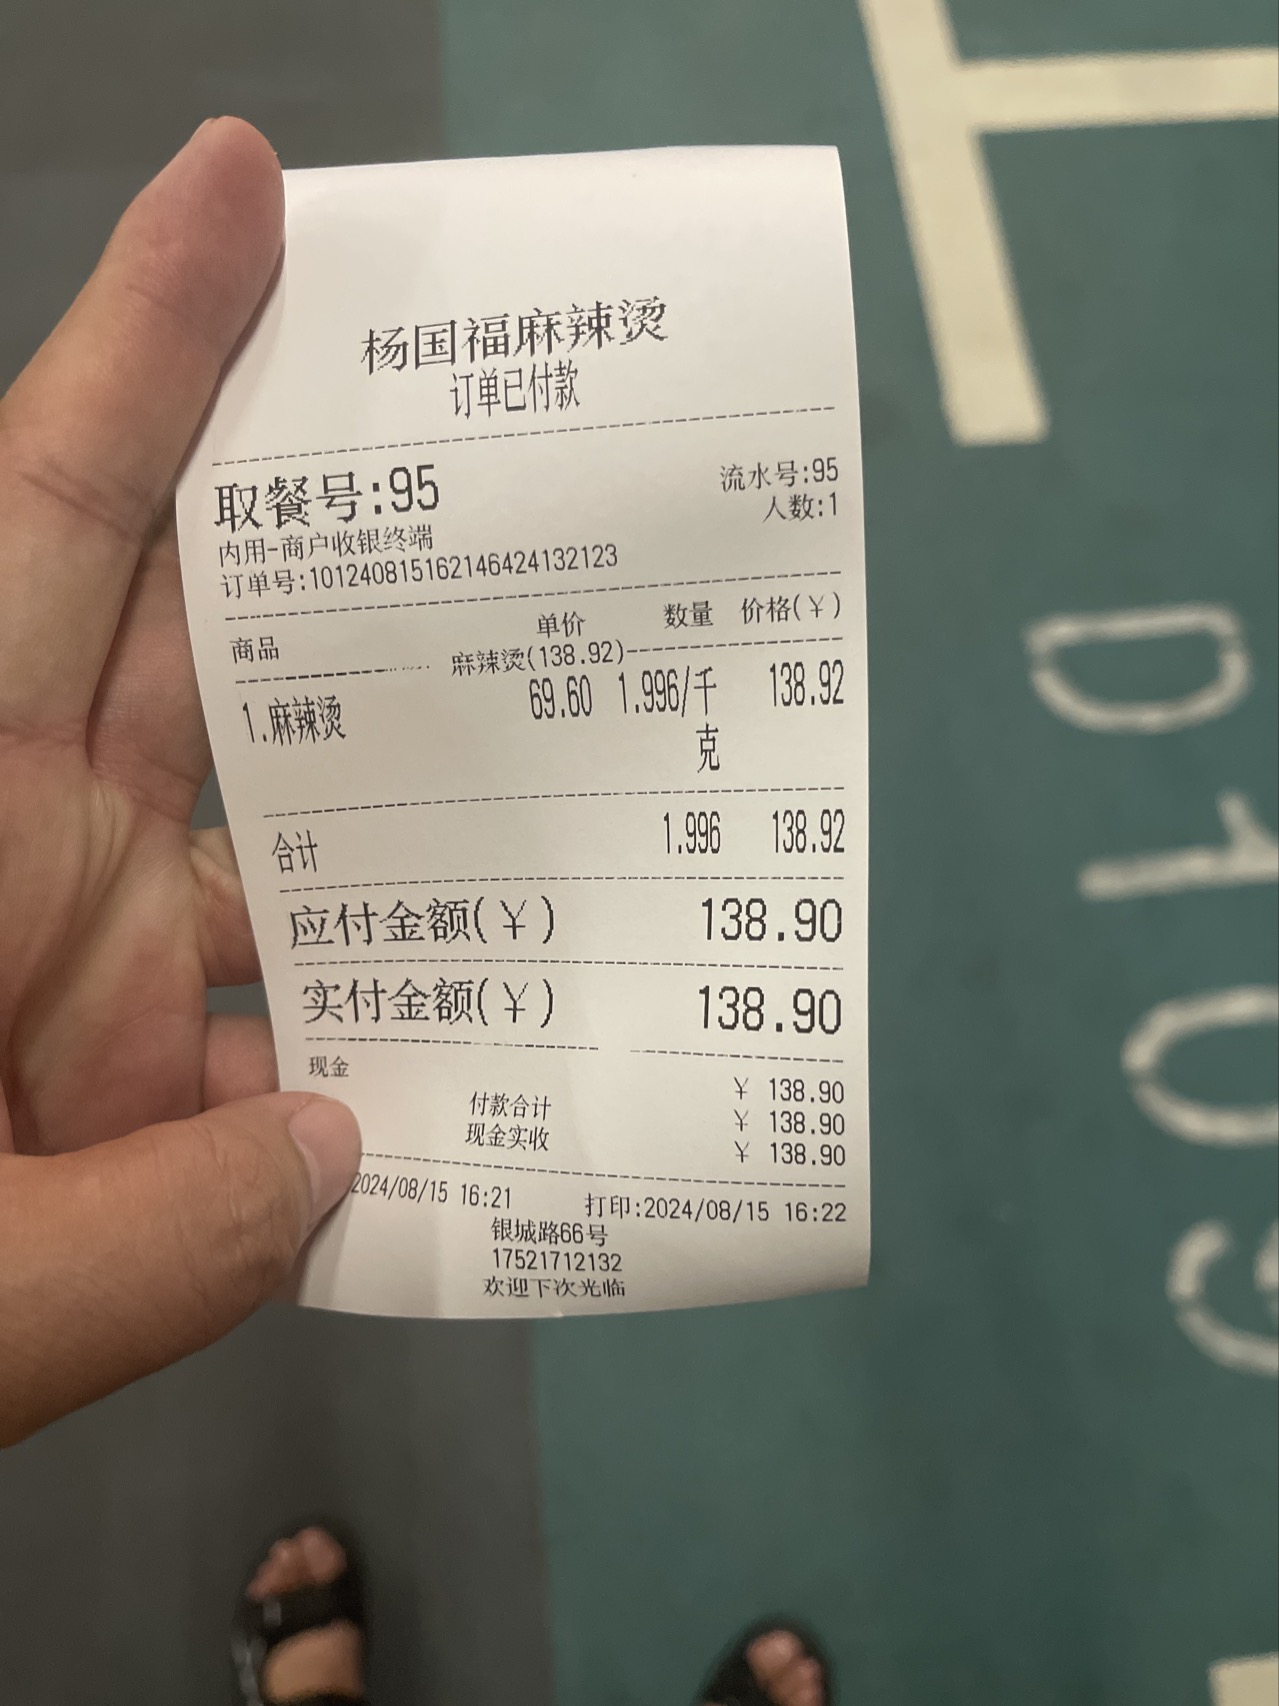 杨国福麻辣烫
订单已付款
取餐号:95
流水号:95
人数:1
内用-商户收银终端
订单号:101240815162146424132123
商品 单价 数量 价格(¥)
麻辣烫(138.92)
1.麻辣烫 69.60 1.996/千克 138.92
合计 1.996 138.92
应付金额(¥) 138.90
实付金额(¥) 138.90
现金 ¥ 138.90
付款合计 ¥ 138.90
现金实收 ¥ 138.90
2024/08/15 16:21 打印:2024/08/15 16:22
银城路66号
17521712132
欢迎下次光临
D109